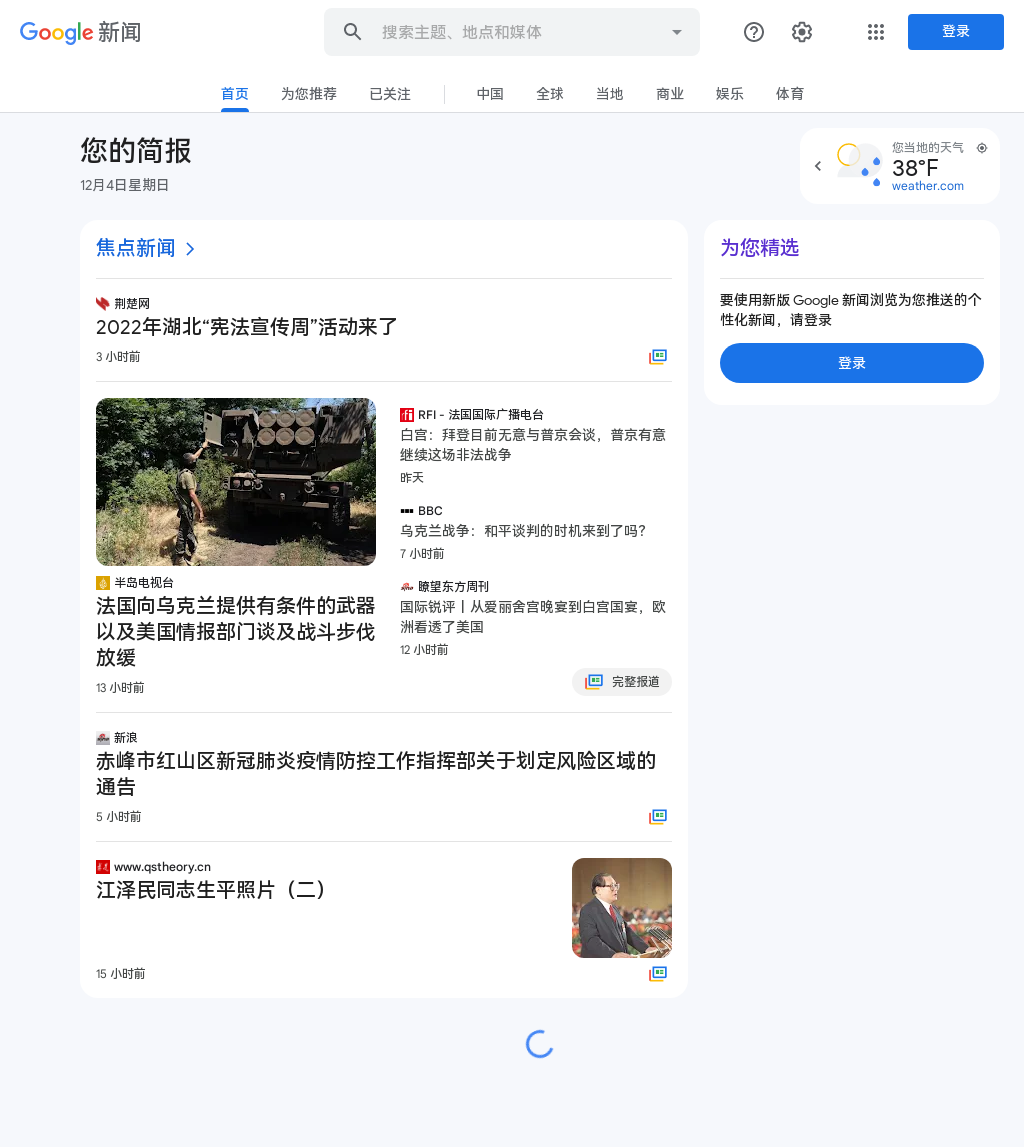 Google 新闻
搜索主题、地点和媒体
登录
首页
为您推荐
已关注
中国
全球
当地
商业
娱乐
体育
您的简报
12月4日星期日
您当地的天气
38°F
weather.com
焦点新闻
荆楚网
2022年湖北“宪法宣传周”活动来了
3 小时前
半岛电视台
法国向乌克兰提供有条件的武器
以及美国情报部门谈及战斗步伐
放缓
13 小时前
RFI - 法国国际广播电台
白宫：拜登目前无意与普京会谈，普京有意
继续这场非法战争
昨天
BBC
乌克兰战争：和平谈判的时机来到了吗？
7 小时前
瞭望东方周刊
国际锐评丨从爱丽舍宫晚宴到白宫国宴，欧
洲看透了美国
12 小时前
完整报道
新浪
赤峰市红山区新冠肺炎疫情防控工作指挥部关于划定风险区域的
通告
5 小时前
www.qstheory.cn
江泽民同志生平照片（二）
15 小时前
为您精选
要使用新版 Google 新闻浏览为您推送的个
性化新闻，请登录
登录